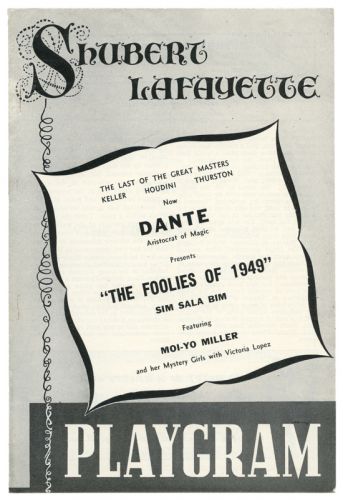 SHUBERT
LAFAYETTE
THE LAST OF THE GREAT MASTERS
KELLER HOUDINI THURSTON
Now
DANTE
Aristocrat of Magic
Presents
"THE FOOLIES OF 1949"
SIM SALA BIM
Featuring
MOI-YO MILLER
and her Mystery Girls with Victoria Lopez
PLAYGRAM